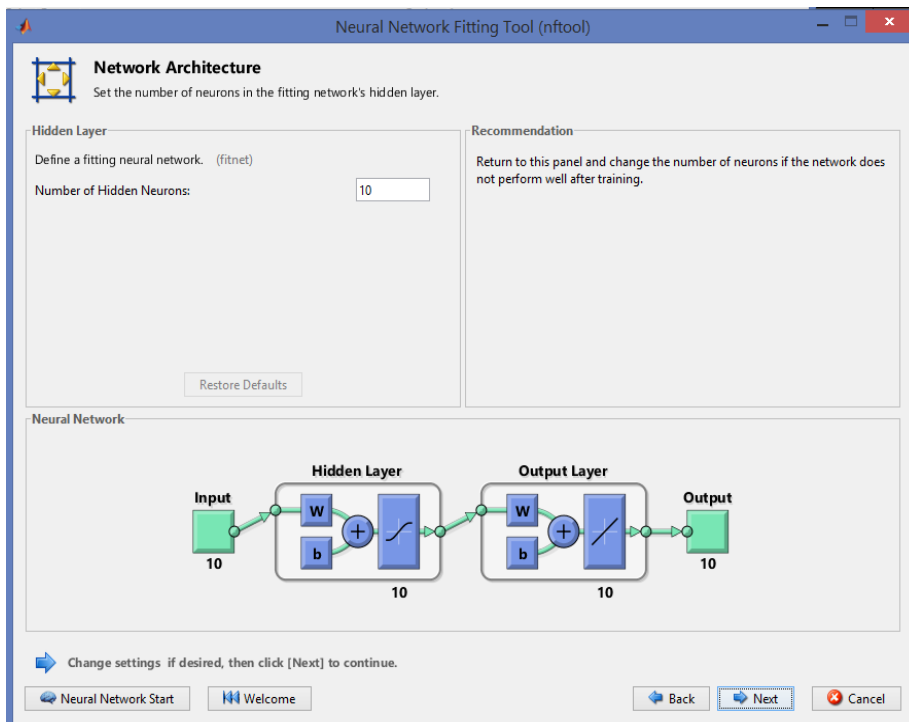 Neural Network Fitting Tool (nftool)
Network Architecture
Set the number of neurons in the fitting network's hidden layer.
Hidden Layer
Define a fitting neural network. (fitnet)
Number of Hidden Neurons: 10
Restore Defaults
Recommendation
Return to this panel and change the number of neurons if the network does
not perform well after training.
Neural Network
Hidden Layer
Output Layer
Input
W
b
W
b
Output
10
10
10
10
Change settings if desired, then click [Next] to continue.
Neural Network Start
Welcome
Back
Next
Cancel